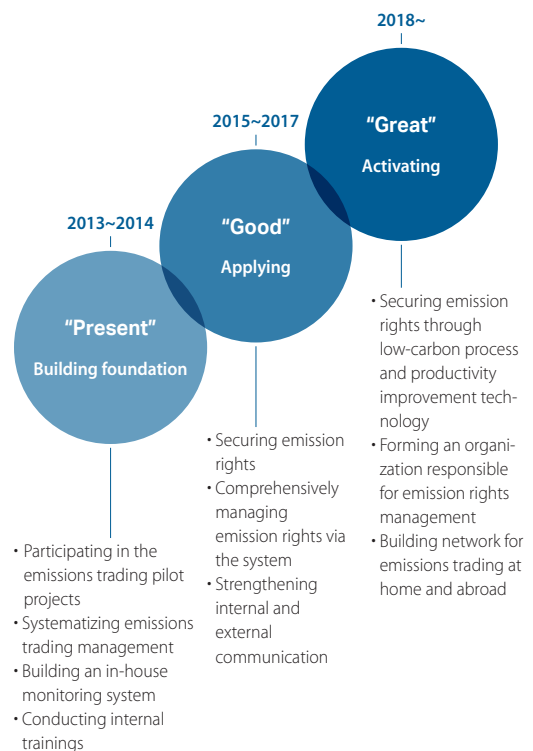 2013~2014
“Present”
Building foundation
• Participating in the
emissions trading pilot
projects
• Systematizing emissions
trading management
• Building an in-house
monitoring system
• Conducting internal
trainings
2015~2017
“Good”
Applying
• Securing emission
rights
• Comprehensively
managing
emission rights via
the system
• Strengthening
internal and
external
communication
2018~
“Great”
Activating
• Securing emission
rights through
low-carbon process
and productivity
improvement tech-
nology
• Forming an organi-
zation responsible
for emission rights
management
• Building network for
emissions trading at
home and abroad